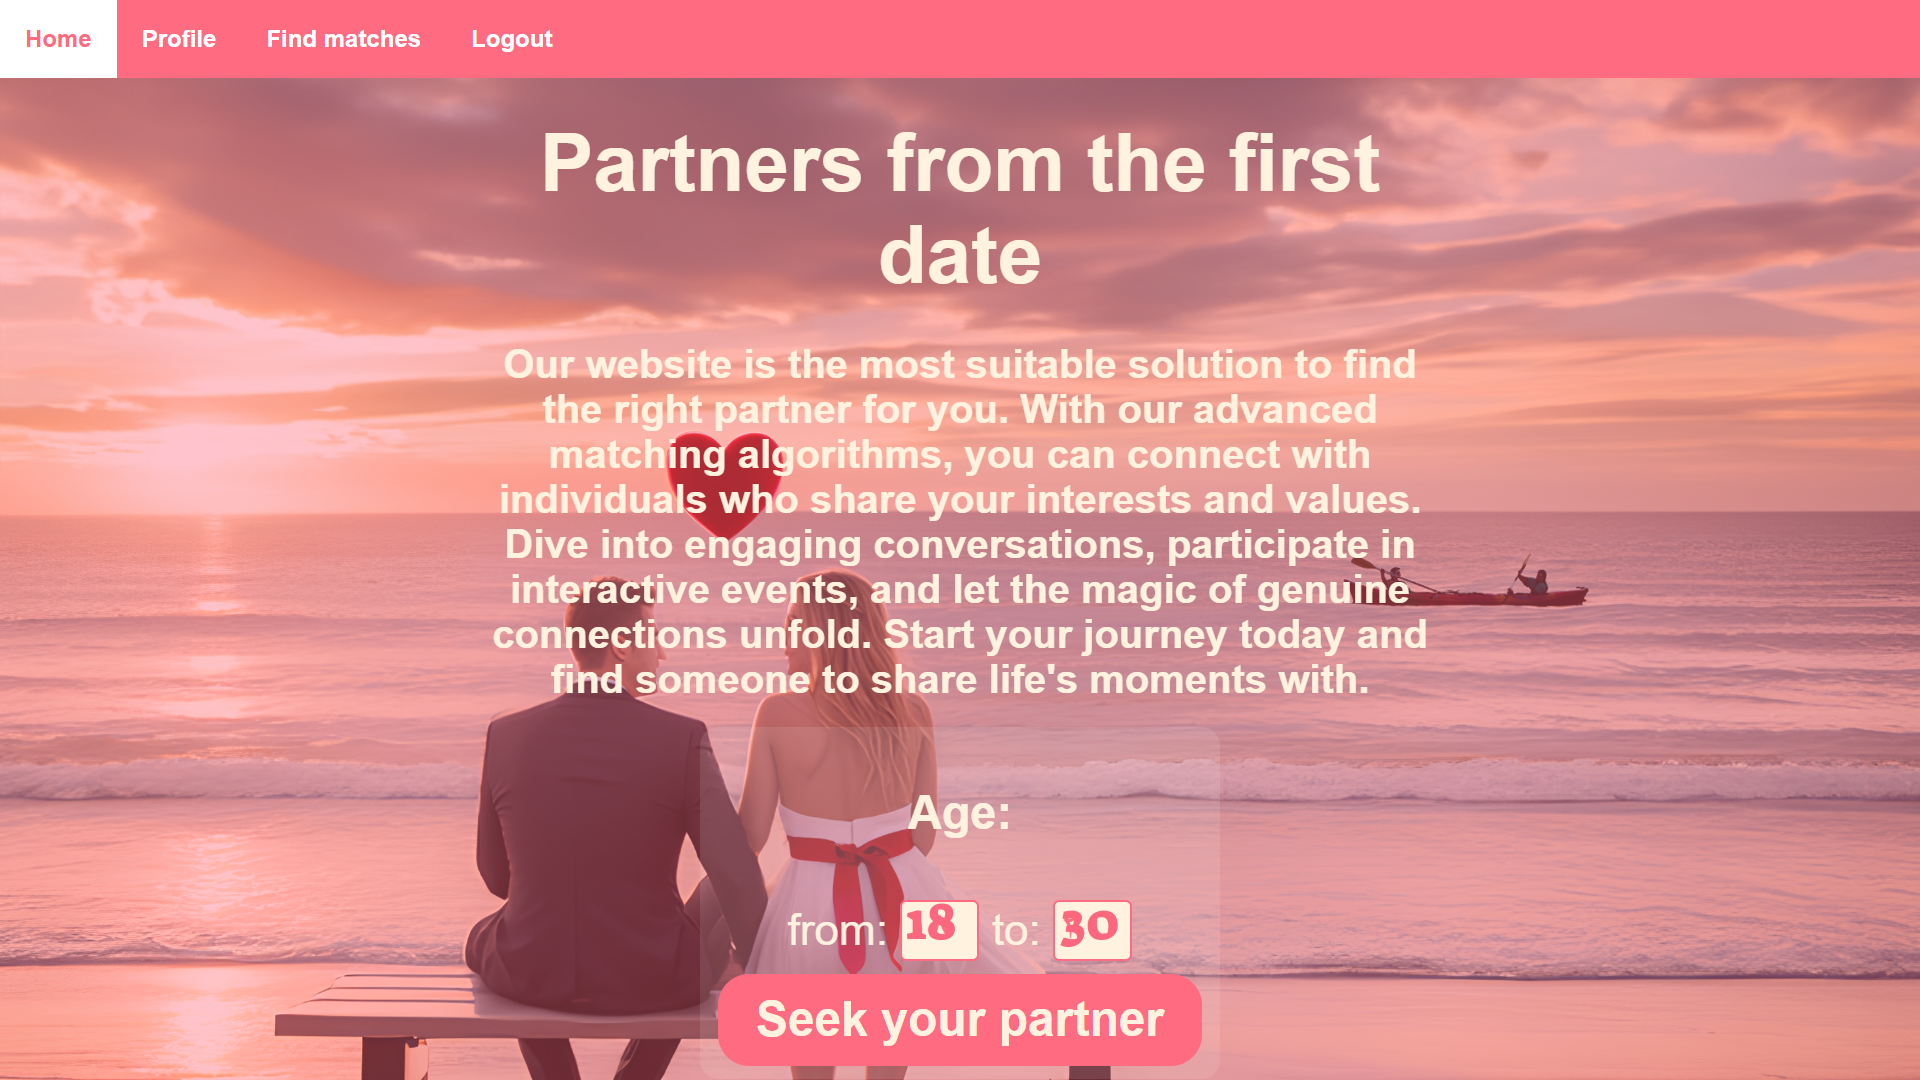 Home Profile Find matches Logout
Partners from the first
date
Our website is the most suitable solution to find
the right partner for you. With our advanced
matching algorithms, you can connect with
individuals who share your interests and values.
Dive into engaging conversations, participate in
interactive events, and let the magic of genuine
connections unfold. Start your journey today and
find someone to share life's moments with.
Age:
from: 18 to: 30
Seek your partner